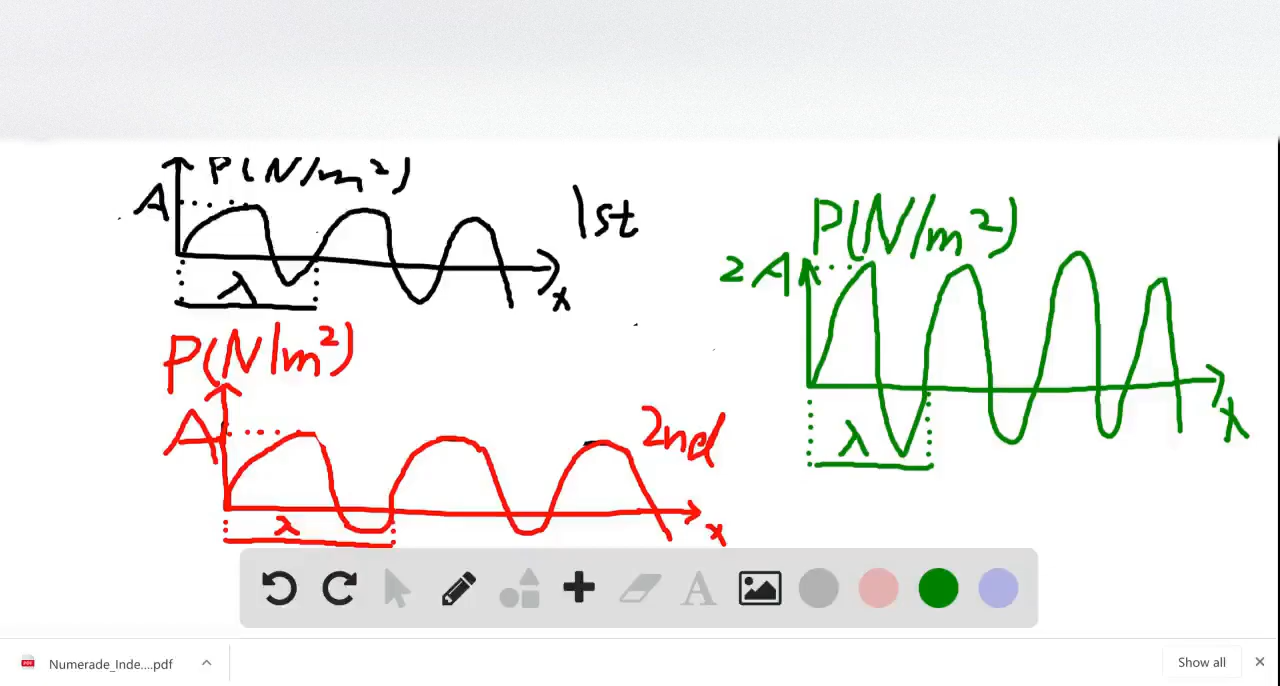 P(N/m²)
A
1st
λ
x
P(N/m²)
A
2nd
λ
x
P(N/m²)
2A
λ
x
A
Numerade_Inde....pdf
Show all